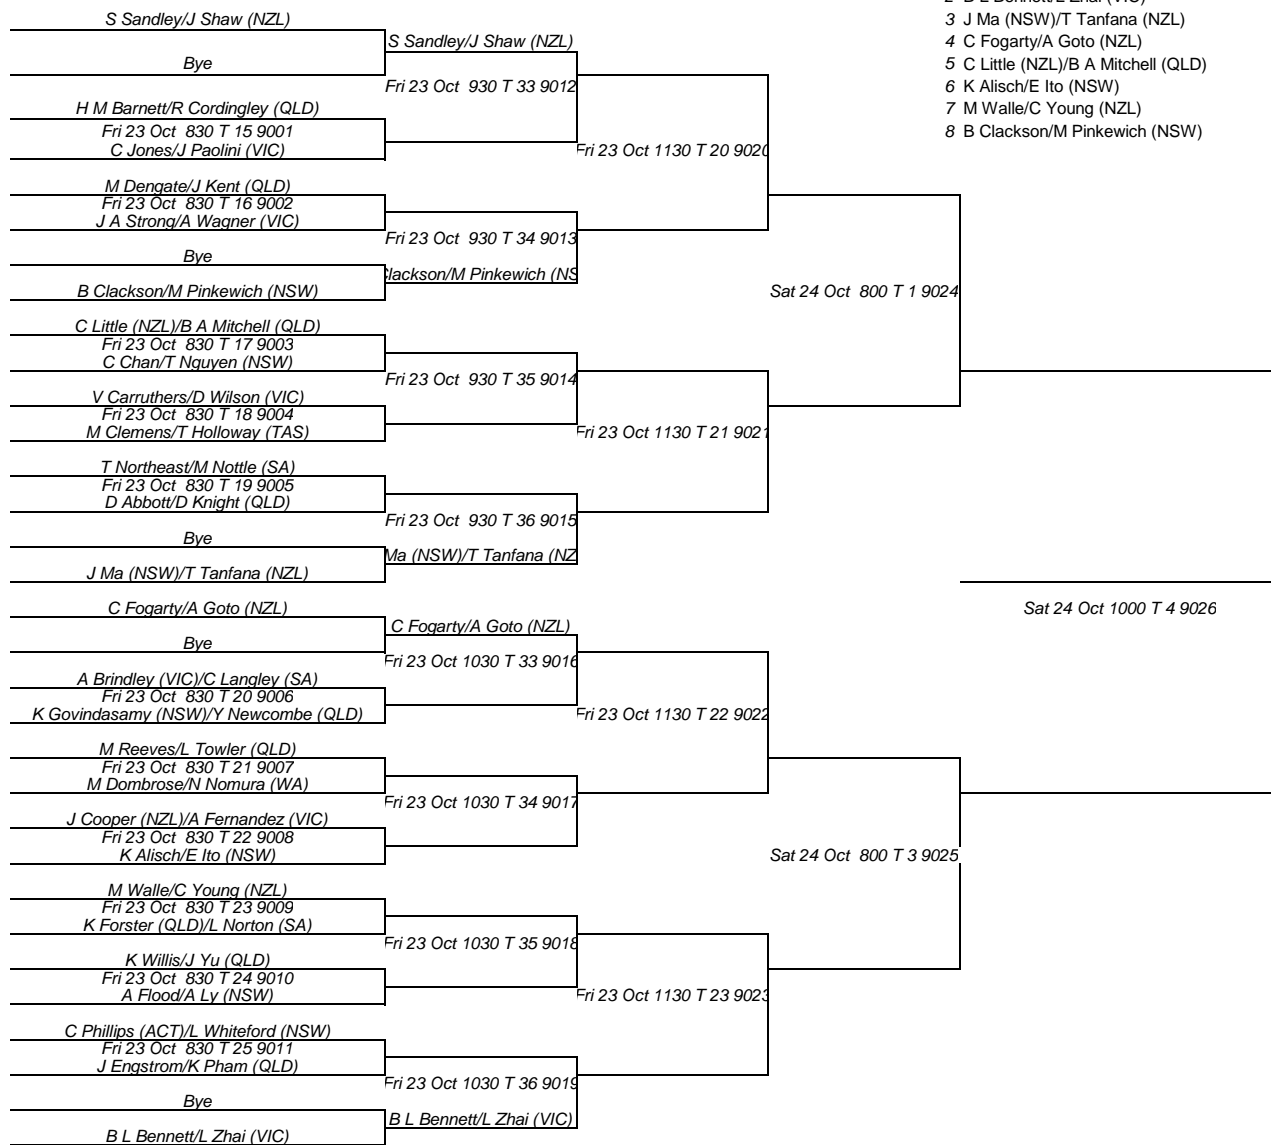 S Sandley/J Shaw (NZL)
Bye
H M Barnett/R Cordingley (QLD)
Fri 23 Oct 830 T 15 9001
C Jones/J Paolini (VIC)
M Dengate/J Kent (QLD)
Fri 23 Oct 830 T 16 9002
J A Strong/A Wagner (VIC)
Bye
B Clackson/M Pinkewich (NSW)
C Little (NZL)/B A Mitchell (QLD)
Fri 23 Oct 830 T 17 9003
C Chan/T Nguyen (NSW)
V Carruthers/D Wilson (VIC)
Fri 23 Oct 830 T 18 9004
M Clemens/T Holloway (TAS)
T Northeast/M Nottle (SA)
Fri 23 Oct 830 T 19 9005
D Abbott/D Knight (QLD)
Bye
J Ma (NSW)/T Tanfana (NZL)
C Fogarty/A Goto (NZL)
Bye
A Brindley (VIC)/C Langley (SA)
Fri 23 Oct 830 T 20 9006
K Govindasamy (NSW)/Y Newcombe (QLD)
M Reeves/L Towler (QLD)
Fri 23 Oct 830 T 21 9007
M Dombrose/N Nomura (WA)
J Cooper (NZL)/A Fernandez (VIC)
Fri 23 Oct 830 T 22 9008
K Alisch/E Ito (NSW)
M Walle/C Young (NZL)
Fri 23 Oct 830 T 23 9009
K Forster (QLD)/L Norton (SA)
K Willis/J Yu (QLD)
Fri 23 Oct 830 T 24 9010
A Flood/A Ly (NSW)
C Phillips (ACT)/L Whiteford (NSW)
Fri 23 Oct 830 T 25 9011
J Engstrom/K Pham (QLD)
Bye
B L Bennett/L Zhai (VIC)
S Sandley/J Shaw (NZL)
Fri 23 Oct 930 T 33 9012
Fri 23 Oct 930 T 34 9013
Clackson/M Pinkewich (NS
Fri 23 Oct 930 T 35 9014
Fri 23 Oct 930 T 36 9015
Ma (NSW)/T Tanfana (NZ
C Fogarty/A Goto (NZL)
Fri 23 Oct 1030 T 33 9016
Fri 23 Oct 1030 T 34 9017
Fri 23 Oct 1030 T 35 9018
Fri 23 Oct 1030 T 36 9019
B L Bennett/L Zhai (VIC)
Fri 23 Oct 1130 T 20 9020
Fri 23 Oct 1130 T 21 9021
Fri 23 Oct 1130 T 22 9022
Fri 23 Oct 1130 T 23 9023
Sat 24 Oct 800 T 1 9024
Sat 24 Oct 800 T 3 9025
Sat 24 Oct 1000 T 4 9026
2 B L Bennett/L Zhai (VIC)
3 J Ma (NSW)/T Tanfana (NZL)
4 C Fogarty/A Goto (NZL)
5 C Little (NZL)/B A Mitchell (QLD)
6 K Alisch/E Ito (NSW)
7 M Walle/C Young (NZL)
8 B Clackson/M Pinkewich (NSW)